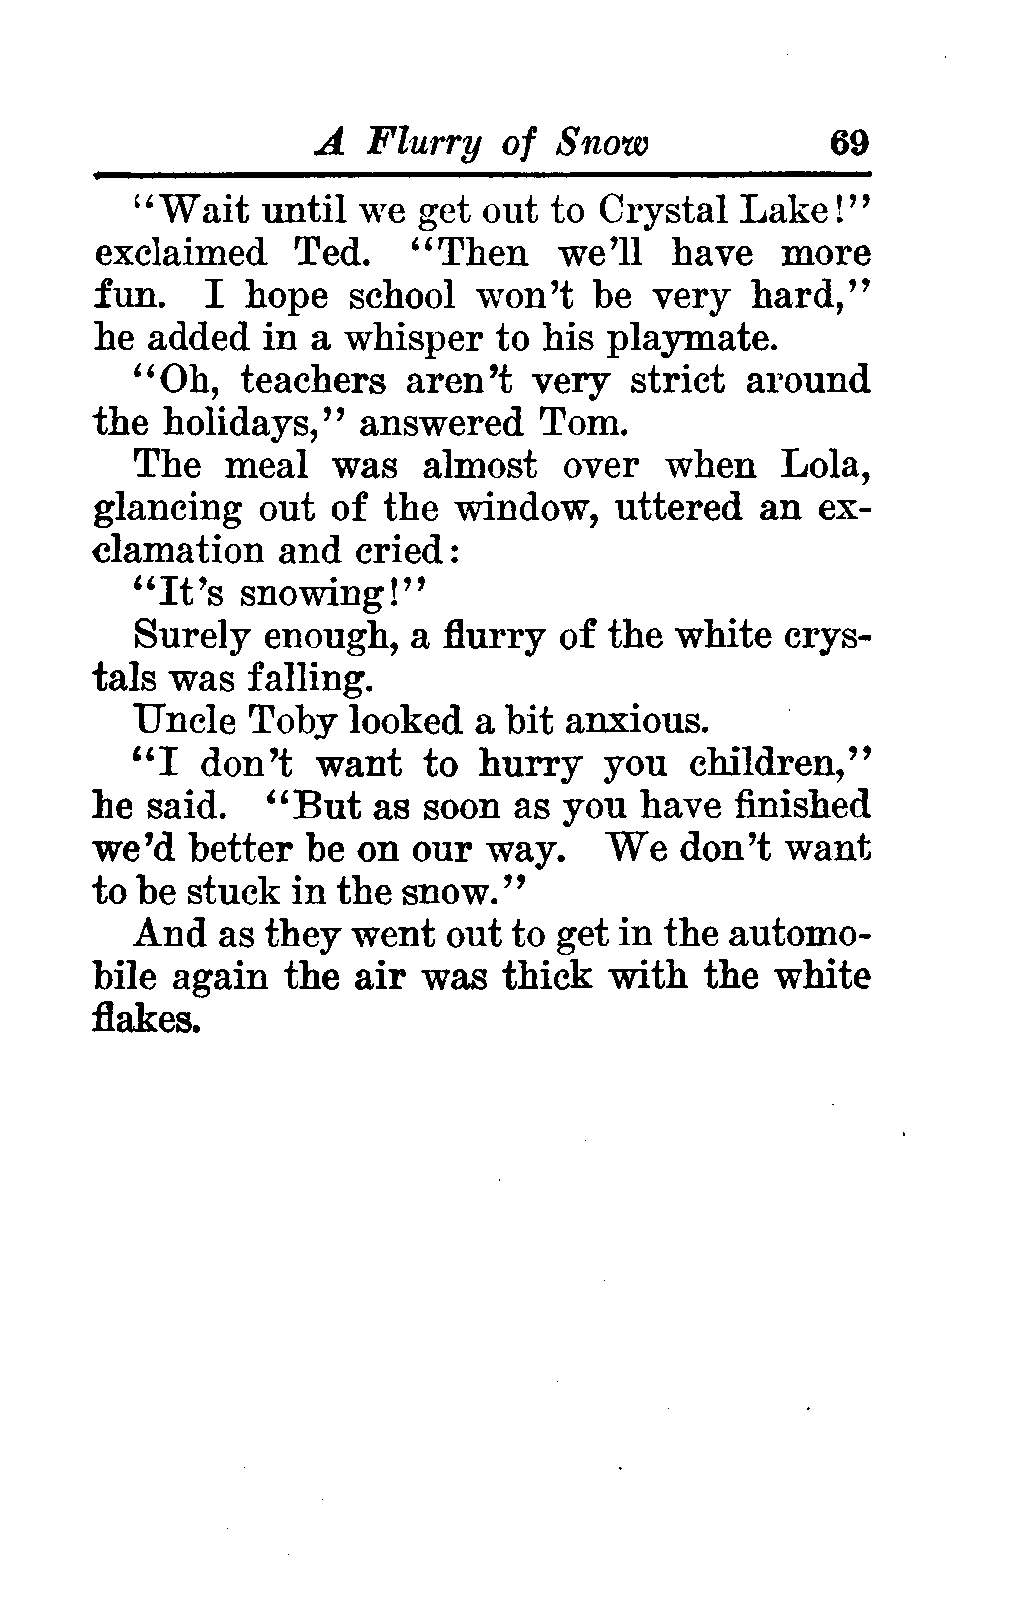 A Flurry of Snow 69
"Wait until we get out to Crystal Lake!"
exclaimed Ted. "Then we'll have more
fun. I hope school won't be very hard,"
he added in a whisper to his playmate.
"Oh, teachers aren't very strict around
the holidays," answered Tom.
The meal was almost over when Lola,
glancing out of the window, uttered an ex-
clamation and cried:
"It's snowing!"
Surely enough, a flurry of the white crys-
tals was falling.
Uncle Toby looked a bit anxious.
"I don't want to hurry you children,"
he said. "But as soon as you have finished
we'd better be on our way. We don't want
to be stuck in the snow."
And as they went out to get in the automo-
bile again the air was thick with the white
flakes.